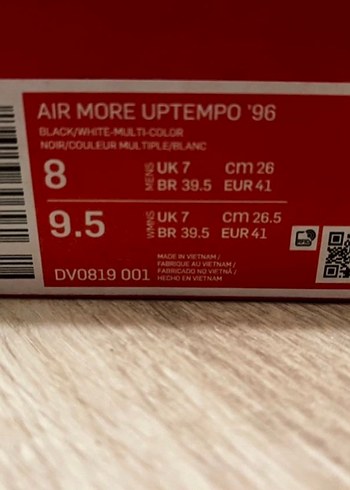 AIR MORE UPTEMPO '96
BLACK/WHITE-MULTI-COLOR
NOIR/COULEUR MULTIPLE/BLANC
8 MENS UK 7 cm 26
BR 39.5 EUR 41
9.5 WMNS UK 7 cm 26.5
BR 39.5 EUR 41
DV0819 001
MADE IN VIETNAM /
FABRIQUE AU VIETNAM /
FABRICADO NO VIETNÃ /
HECHO EN VIETNAM